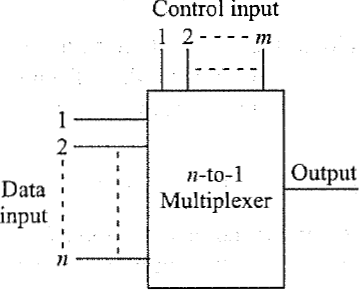 Control input
1 2 ---- m
1
2
Data
input
n
n-to-1
Multiplexer
Output